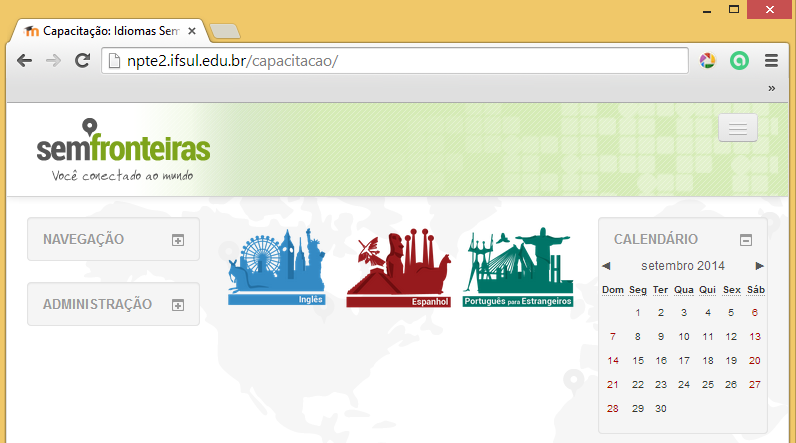 Capacitação: Idiomas Sem
npte2.ifsul.edu.br/capacitacao/
»
semfronteiras
Você conectado ao mundo
NAVEGAÇÃO
ADMINISTRAÇÃO
Inglês
Espanhol
Português para Estrangeiros
CALENDÁRIO
◀ setembro 2014 ▶
Dom Seg Ter Qua Qui Sex Sáb
1 2 3 4 5 6
7 8 9 10 11 12 13
14 15 16 17 18 19 20
21 22 23 24 25 26 27
28 29 30